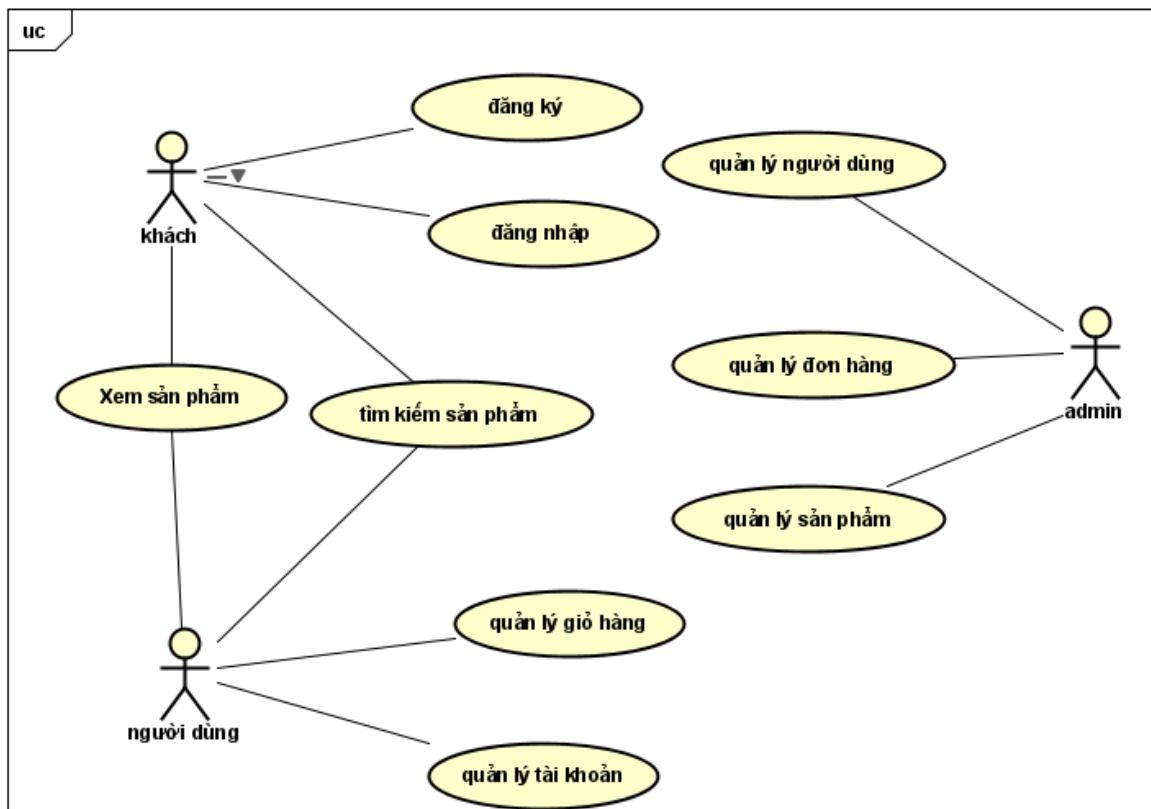 uc
đăng ký
quản lý người dùng
khách
đăng nhập
quản lý đơn hàng
Xem sản phẩm
tìm kiếm sản phẩm
admin
quản lý sản phẩm
quản lý giỏ hàng
người dùng
quản lý tài khoản